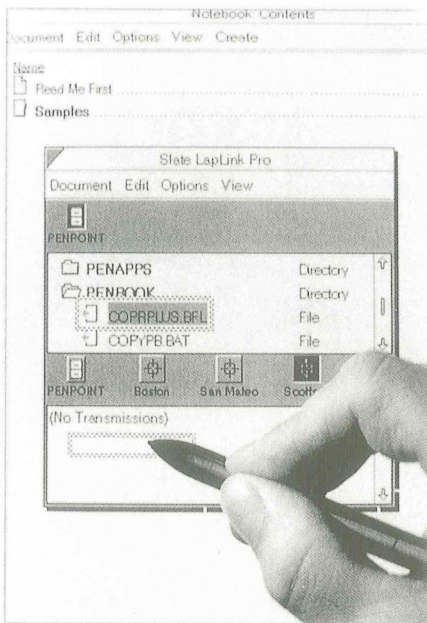 Notebook Contents
Document Edit Options View Create
Name
Read Me First
Samples
Slate LapLink Pro
Document Edit Options View
PENPOINT
PENAPPS Directory
PENBOOK Directory
COPRPLUS.BFL File
COPYPB.BAT File
PENPOINT Boston San Mateo
(No Transmissions)